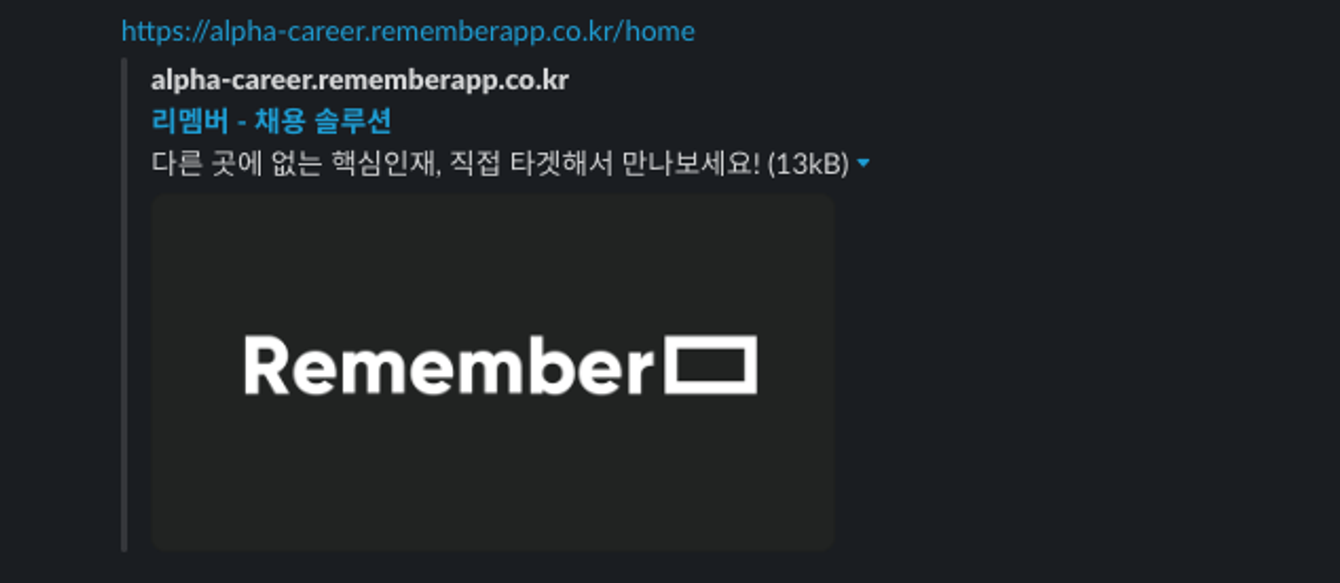 https://alpha-career.rememberapp.co.kr/home
alpha-career.rememberapp.co.kr
리멤버 - 채용 솔루션
다른 곳에 없는 핵심인재, 직접 타겟해서 만나보세요! (13kB)
Remember